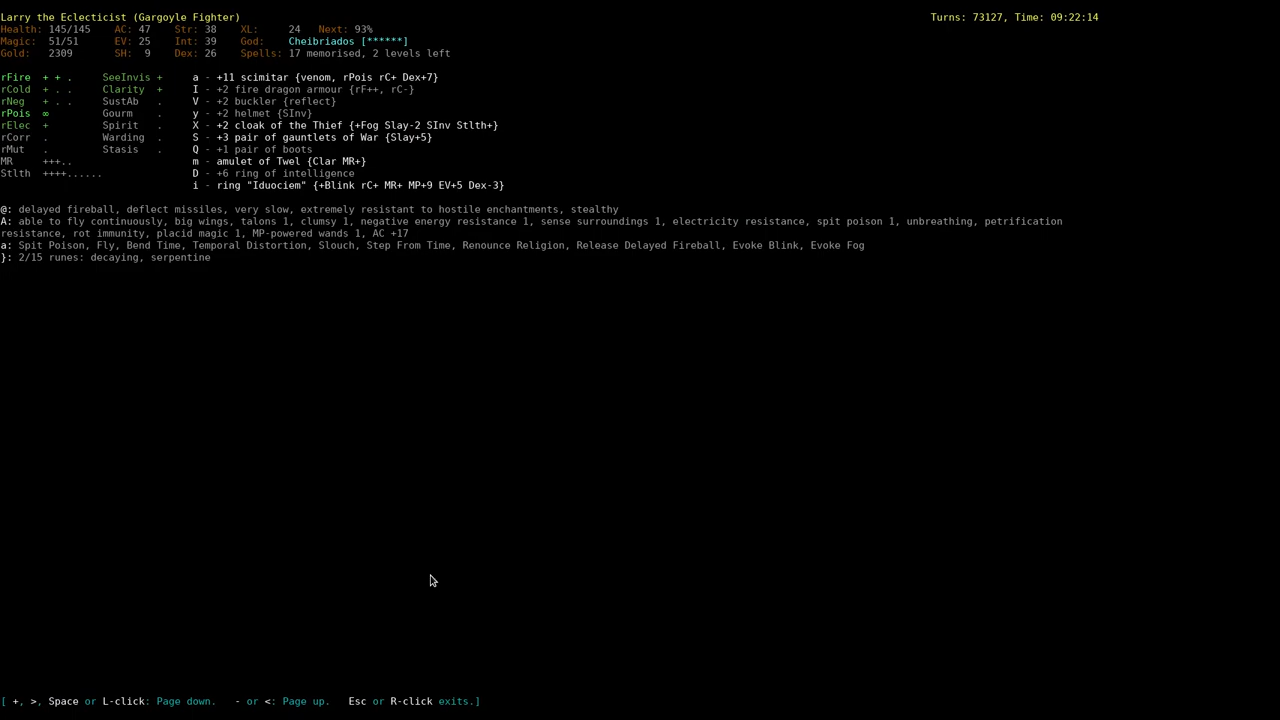 Larry the Eclecticist (Gargoyle Fighter) Turns: 73127, Time: 09:22:14
Health: 145/145 AC: 47 Str: 38 XL: 24 Next: 93%
Magic: 51/51 EV: 25 Int: 39 God: Cheibriados [******]
Gold: 2309 SH: 9 Dex: 26 Spells: 17 memorised, 2 levels left
rFire + + . SeeInvis + a - +11 scimitar {venom, rPois rC+ Dex+7}
rCold + . . Clarity + I - +2 fire dragon armour {rF++, rC-}
rNeg + . . SustAb . V - +2 buckler {reflect}
rPois ∞ Gourm . y - +2 helmet {SInv}
rElec + Spirit . X - +2 cloak of the Thief {+Fog Slay-2 SInv Stlth+}
rCorr . Warding . S - +3 pair of gauntlets of War {Slay+5}
rMut . Stasis . Q - +1 pair of boots
MR +++.. m - amulet of Twel {Clar MR+}
Stlth ++++...... D - +6 ring of intelligence
i - ring "Iduociem" {+Blink rC+ MR+ MP+9 EV+5 Dex-3}
@: delayed fireball, deflect missiles, very slow, extremely resistant to hostile enchantments, stealthy
A: able to fly continuously, big wings, talons 1, clumsy 1, negative energy resistance 1, sense surroundings 1, electricity resistance, spit poison 1, unbreathing, petrification
resistance, rot immunity, placid magic 1, MP-powered wands 1, AC +17
a: Spit Poison, Fly, Bend Time, Temporal Distortion, Slouch, Step From Time, Renounce Religion, Release Delayed Fireball, Evoke Blink, Evoke Fog
}: 2/15 runes: decaying, serpentine
[ +, >, Space or L-click: Page down. - or <: Page up. Esc or R-click exits.]